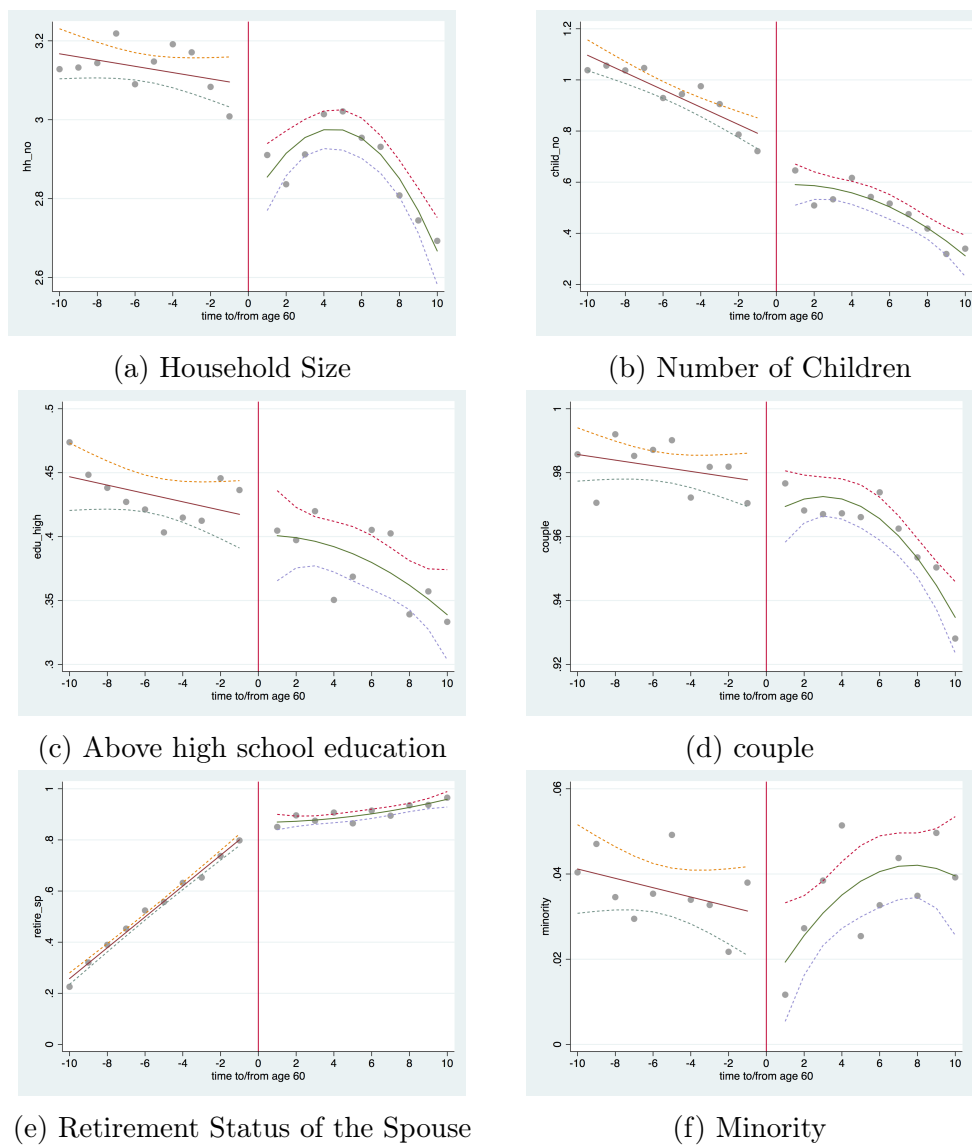 hh_no
3.2
3
2.8
2.6
-10 -8 -6 -4 -2 0 2 4 6 8 10
time to/from age 60
(a) Household Size
child_no
1.2
1
.8
.6
.4
.2
-10 -8 -6 -4 -2 0 2 4 6 8 10
time to/from age 60
(b) Number of Children
edu_high
.5
.45
.4
.35
.3
-10 -8 -6 -4 -2 0 2 4 6 8 10
time to/from age 60
(c) Above high school education
couple
1
.98
.96
.94
.92
-10 -8 -6 -4 -2 0 2 4 6 8 10
time to/from age 60
(d) couple
retire_sp
1
.8
.6
.4
.2
0
-10 -8 -6 -4 -2 0 2 4 6 8 10
time to/from age 60
(e) Retirement Status of the Spouse
minority
.06
.04
.02
0
-10 -8 -6 -4 -2 0 2 4 6 8 10
time to/from age 60
(f) Minority